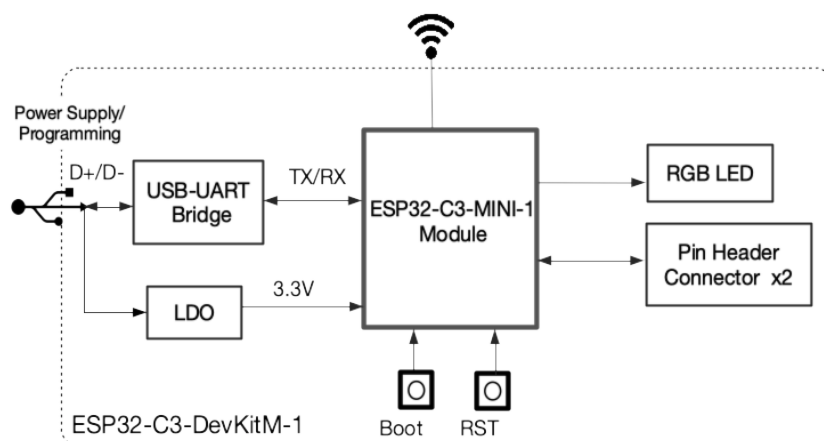 Power Supply/
Programming
D+/D-
USB-UART
Bridge
TX/RX
ESP32-C3-MINI-1
Module
RGB LED
Pin Header
Connector x2
LDO
3.3V
Boot
RST
ESP32-C3-DevKitM-1